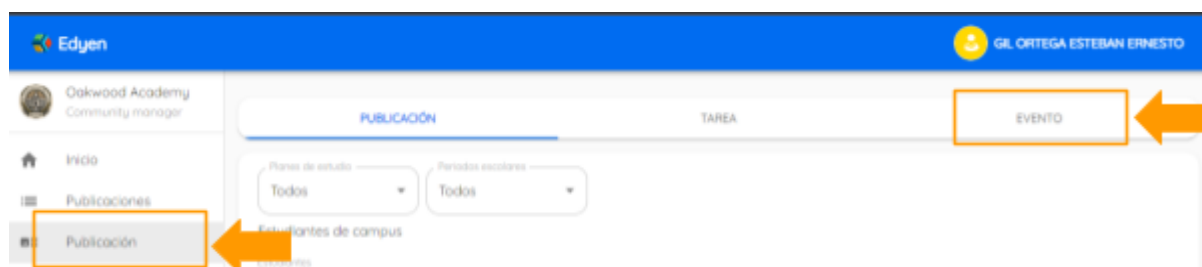 Edyen
GIL ORTEGA ESTEBAN ERNESTO
Oakwood Academy
Community manager
PUBLICACIÓN
TAREA
EVENTO
Inicio
Publicaciones
Publicación
Planes de estudio
Periodos escolares
Todos
Todos
Estudiantes de campus